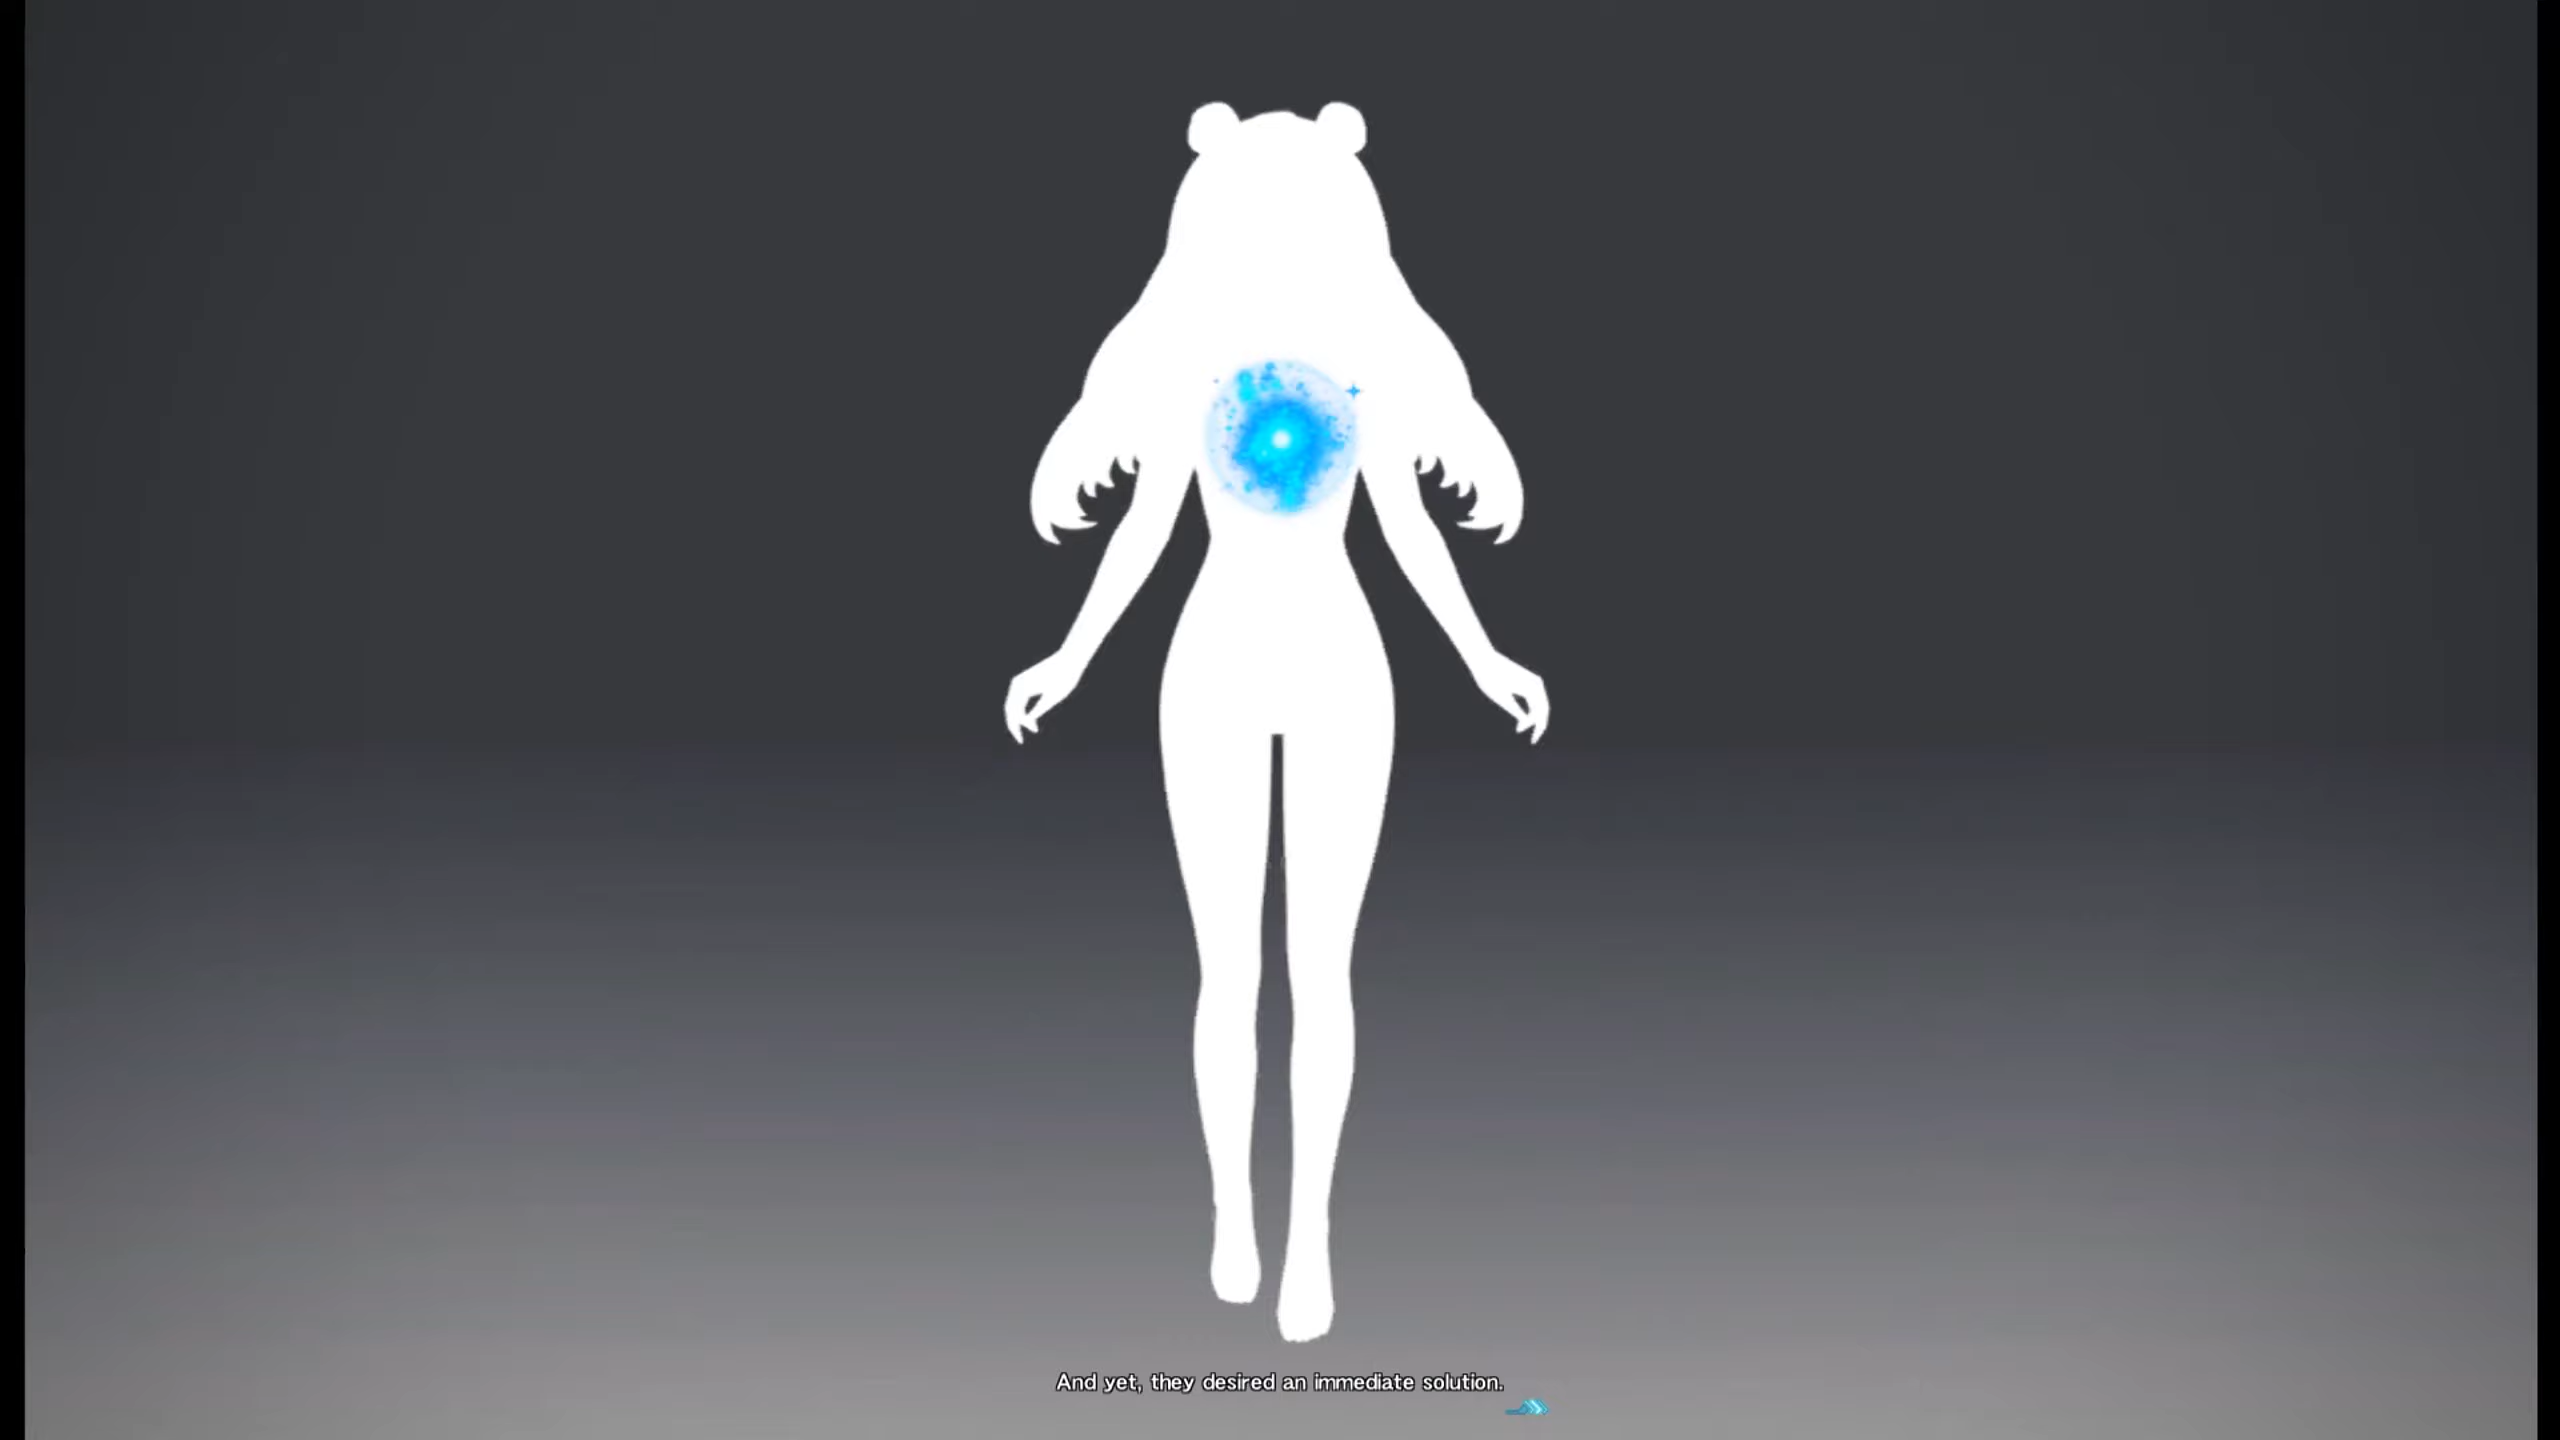 And yet, they desired an immediate solution.